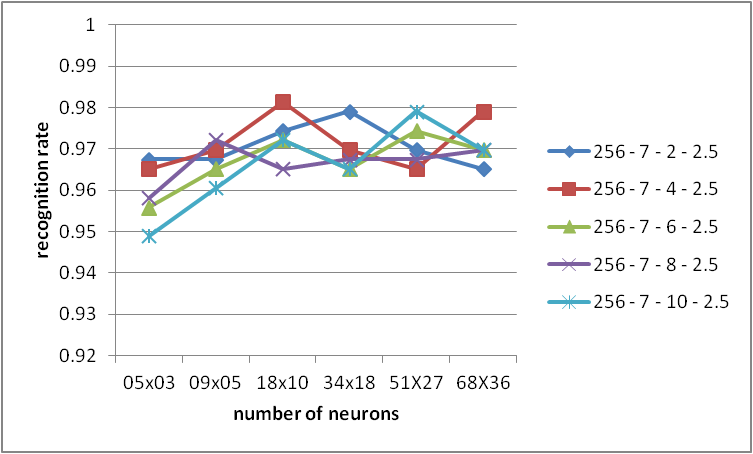 1
0.99
0.98
0.97
0.96
0.95
0.94
0.93
0.92
recognition rate
05x03 09x05 18x10 34x18 51X27 68X36
number of neurons
256 - 7 - 2 - 2.5
256 - 7 - 4 - 2.5
256 - 7 - 6 - 2.5
256 - 7 - 8 - 2.5
256 - 7 - 10 - 2.5